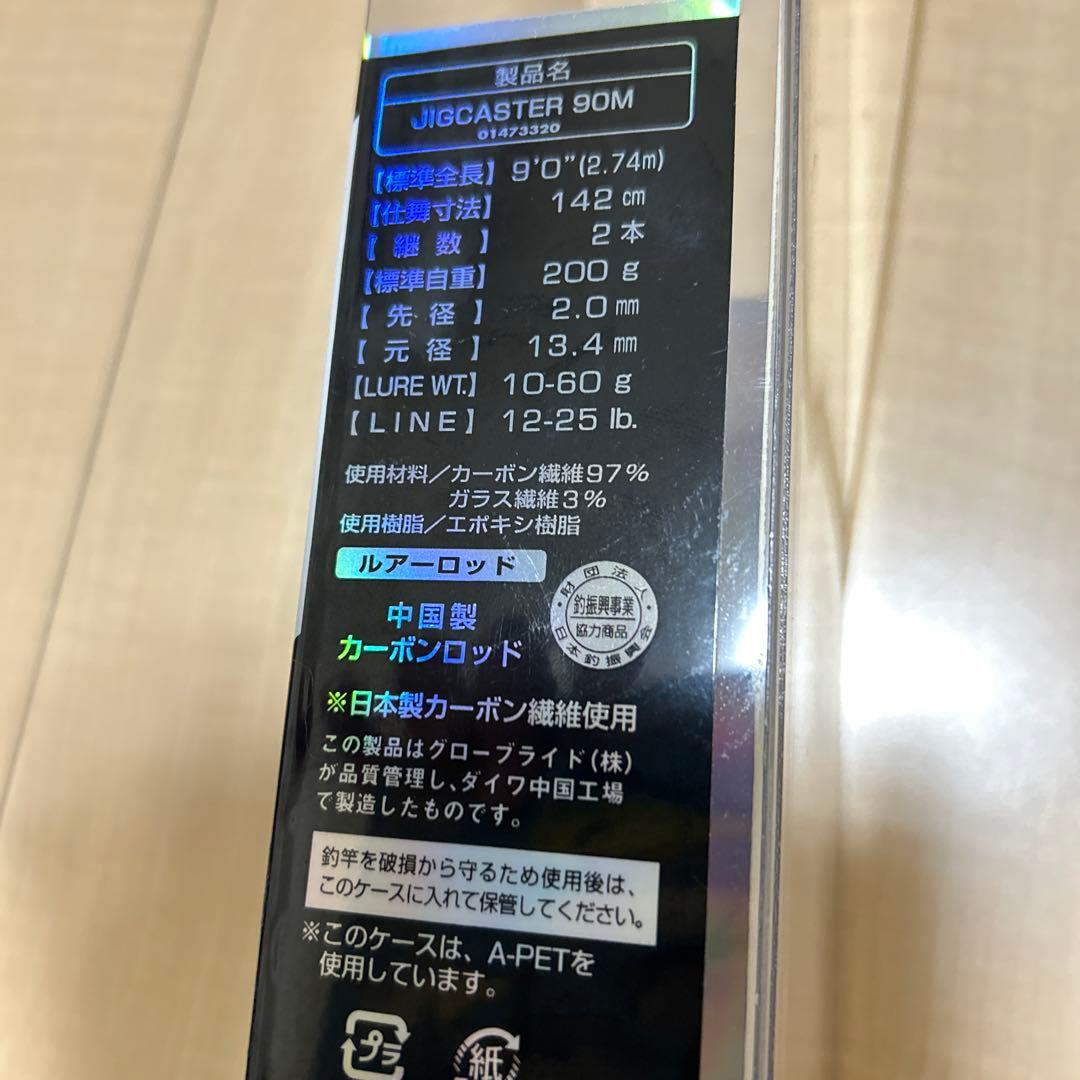 製品名
JIGCASTER 90M
01473320
【標準全長】 9'0"(2.74m)
【仕舞寸法】 142 cm
【 継 数 】 2 本
【標準自重】 200 g
【 先 径 】 2.0 mm
【 元 径 】 13.4 mm
【LURE WT.】 10-60 g
【 LINE 】 12-25 lb.
使用材料/カーボン繊維97%
ガラス繊維3%
使用樹脂/エポキシ樹脂
ルアーロッド
財団法人
釣振興事業
協力商品
日本釣振興会
中国製
カーボンロッド
※日本製カーボン繊維使用
この製品はグローブライド(株)
が品質管理し、ダイワ中国工場
で製造したものです。
釣竿を破損から守るため使用後は、
このケースに入れて保管してください。
※このケースは、A-PETを
使用しています。
プラ
紙